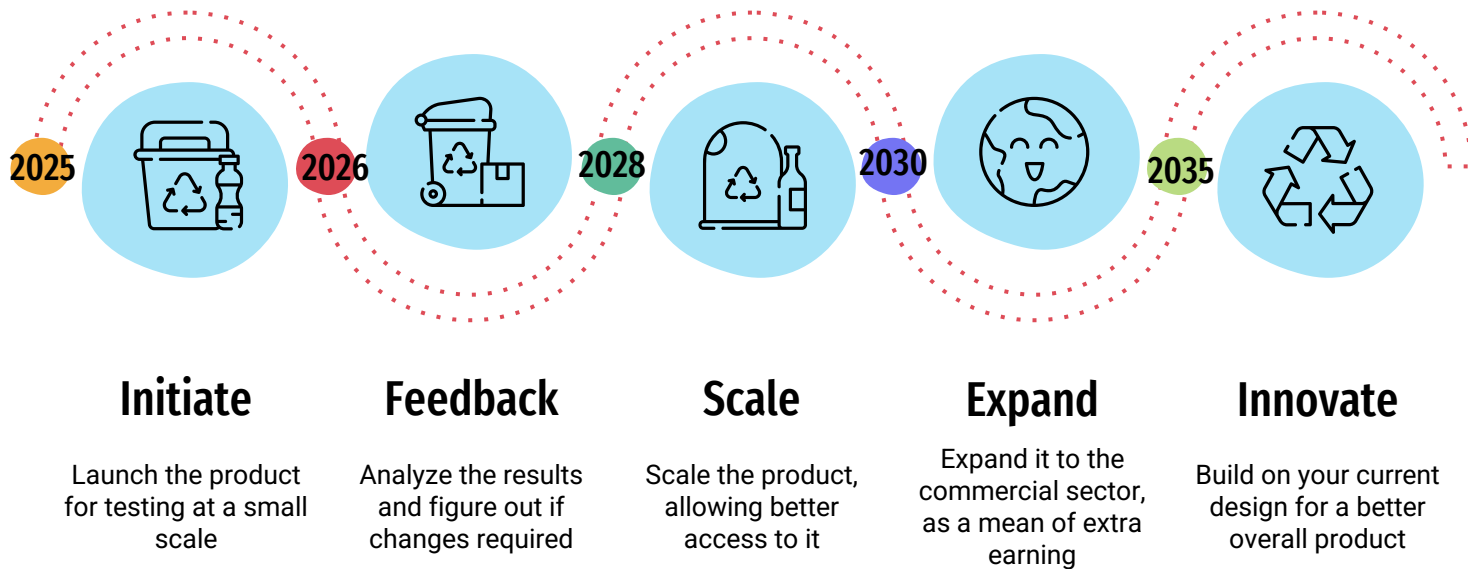 2025
2026
2028
2030
2035
Initiate
Launch the product
for testing at a small
scale
Feedback
Analyze the results
and figure out if
changes required
Scale
Scale the product,
allowing better
access to it
Expand
Expand it to the
commercial sector,
as a mean of extra
earning
Innovate
Build on your current
design for a better
overall product